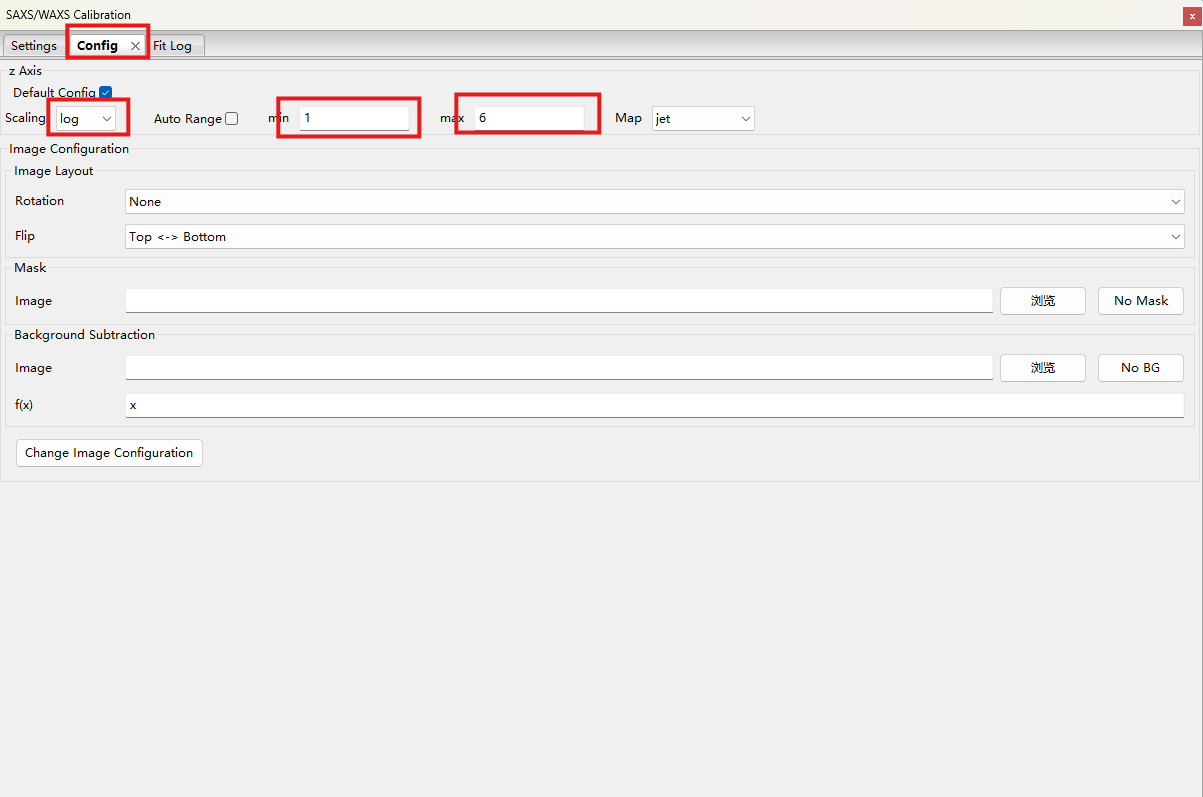 SAXS/WAXS Calibration
x
Settings Config Fit Log
z Axis
Default Config
Scaling log Auto Range min 1 max 6 Map jet
Image Configuration
Image Layout
Rotation None
Flip Top <-> Bottom
Mask
Image 浏览 No Mask
Background Subtraction
Image 浏览 No BG
f(x) x
Change Image Configuration